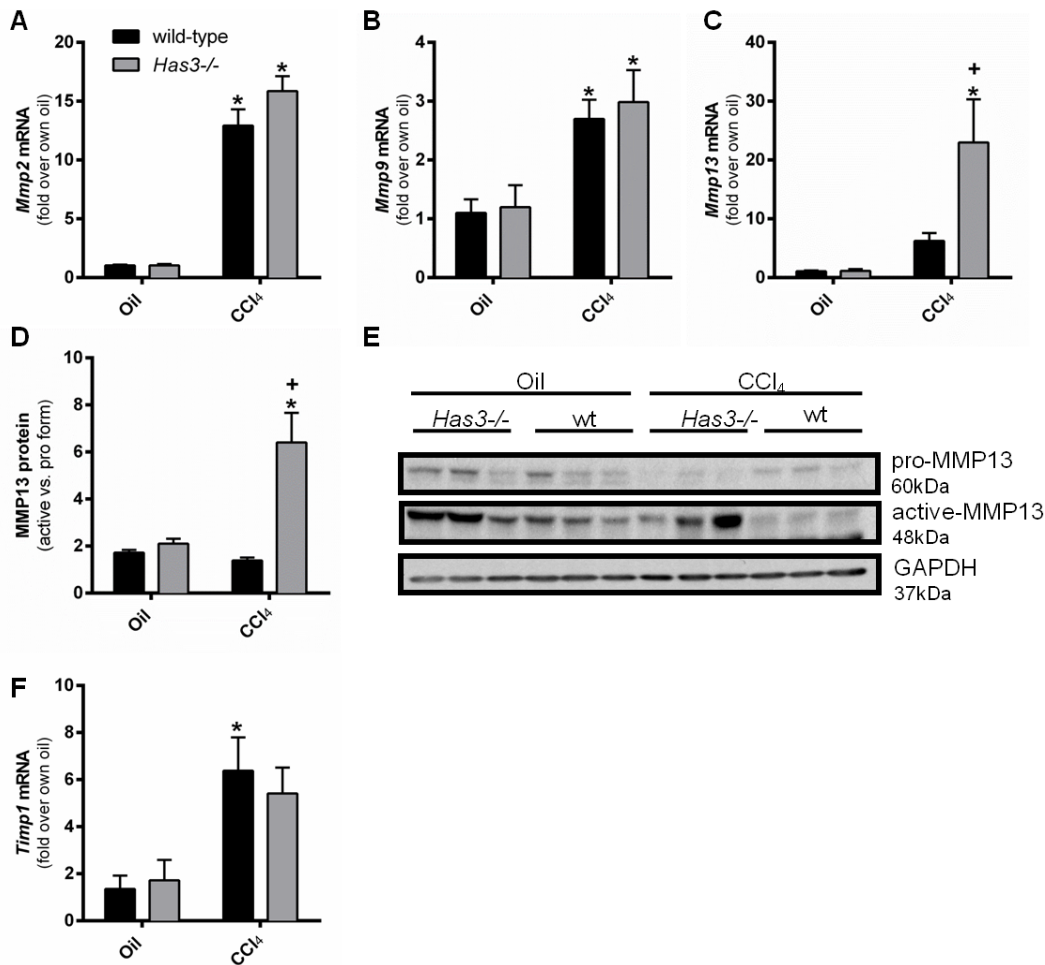 A
20
15
10
5
0
Mmp2 mRNA
(fold over own oil)
wild-type
Has3-/-
*
*
Oil
CCl₄
B
4
3
2
1
0
Mmp9 mRNA
(fold over own oil)
*
*
Oil
CCl₄
C
40
30
20
10
0
Mmp13 mRNA
(fold over own oil)
+
*
Oil
CCl₄
D
10
8
6
4
2
0
MMP13 protein
(active vs. pro form)
+
*
Oil
CCl₄
E
Oil CCl₄
Has3-/- wt Has3-/- wt
pro-MMP13
60kDa
active-MMP13
48kDa
GAPDH
37kDa
F
10
8
6
4
2
0
Timp1 mRNA
(fold over own oil)
*
Oil
CCl₄